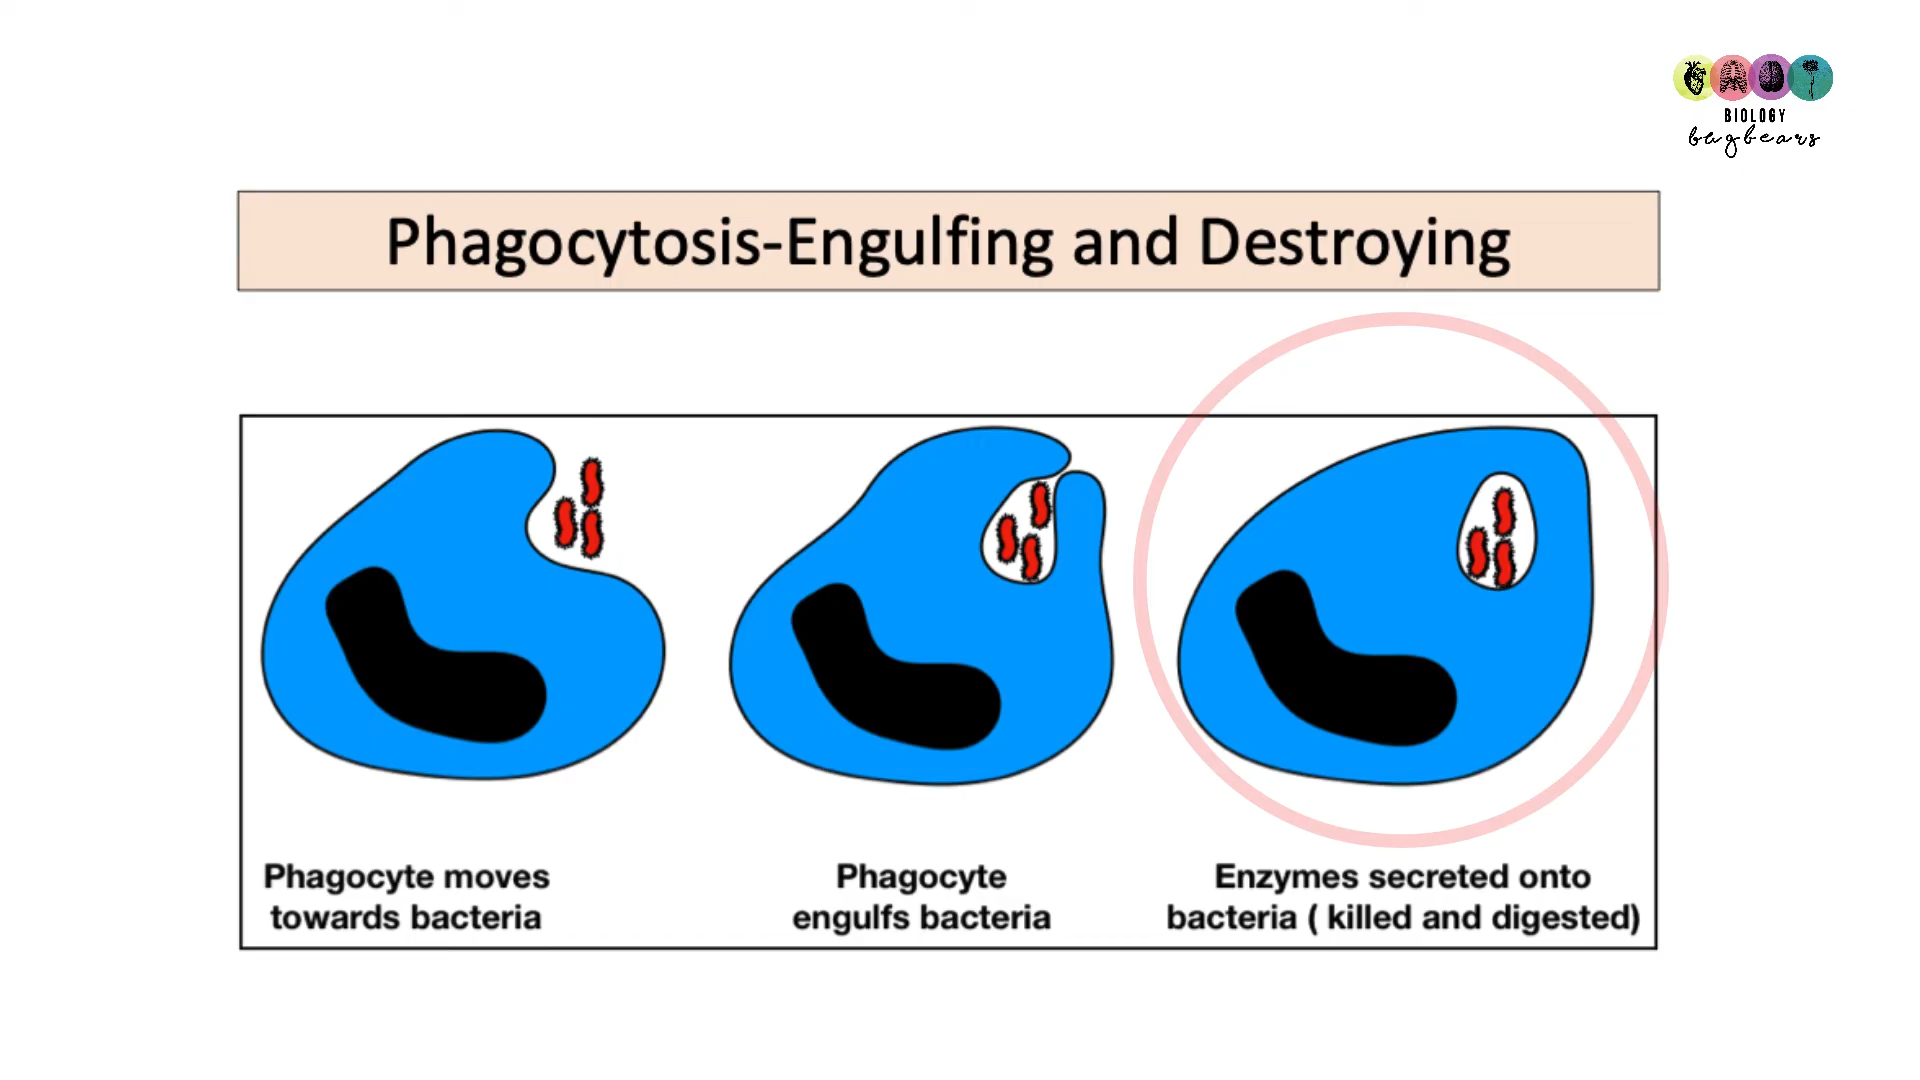 BIOLOGY
bugbears
Phagocytosis-Engulfing and Destroying
Phagocyte moves
towards bacteria
Phagocyte
engulfs bacteria
Enzymes secreted onto
bacteria ( killed and digested)